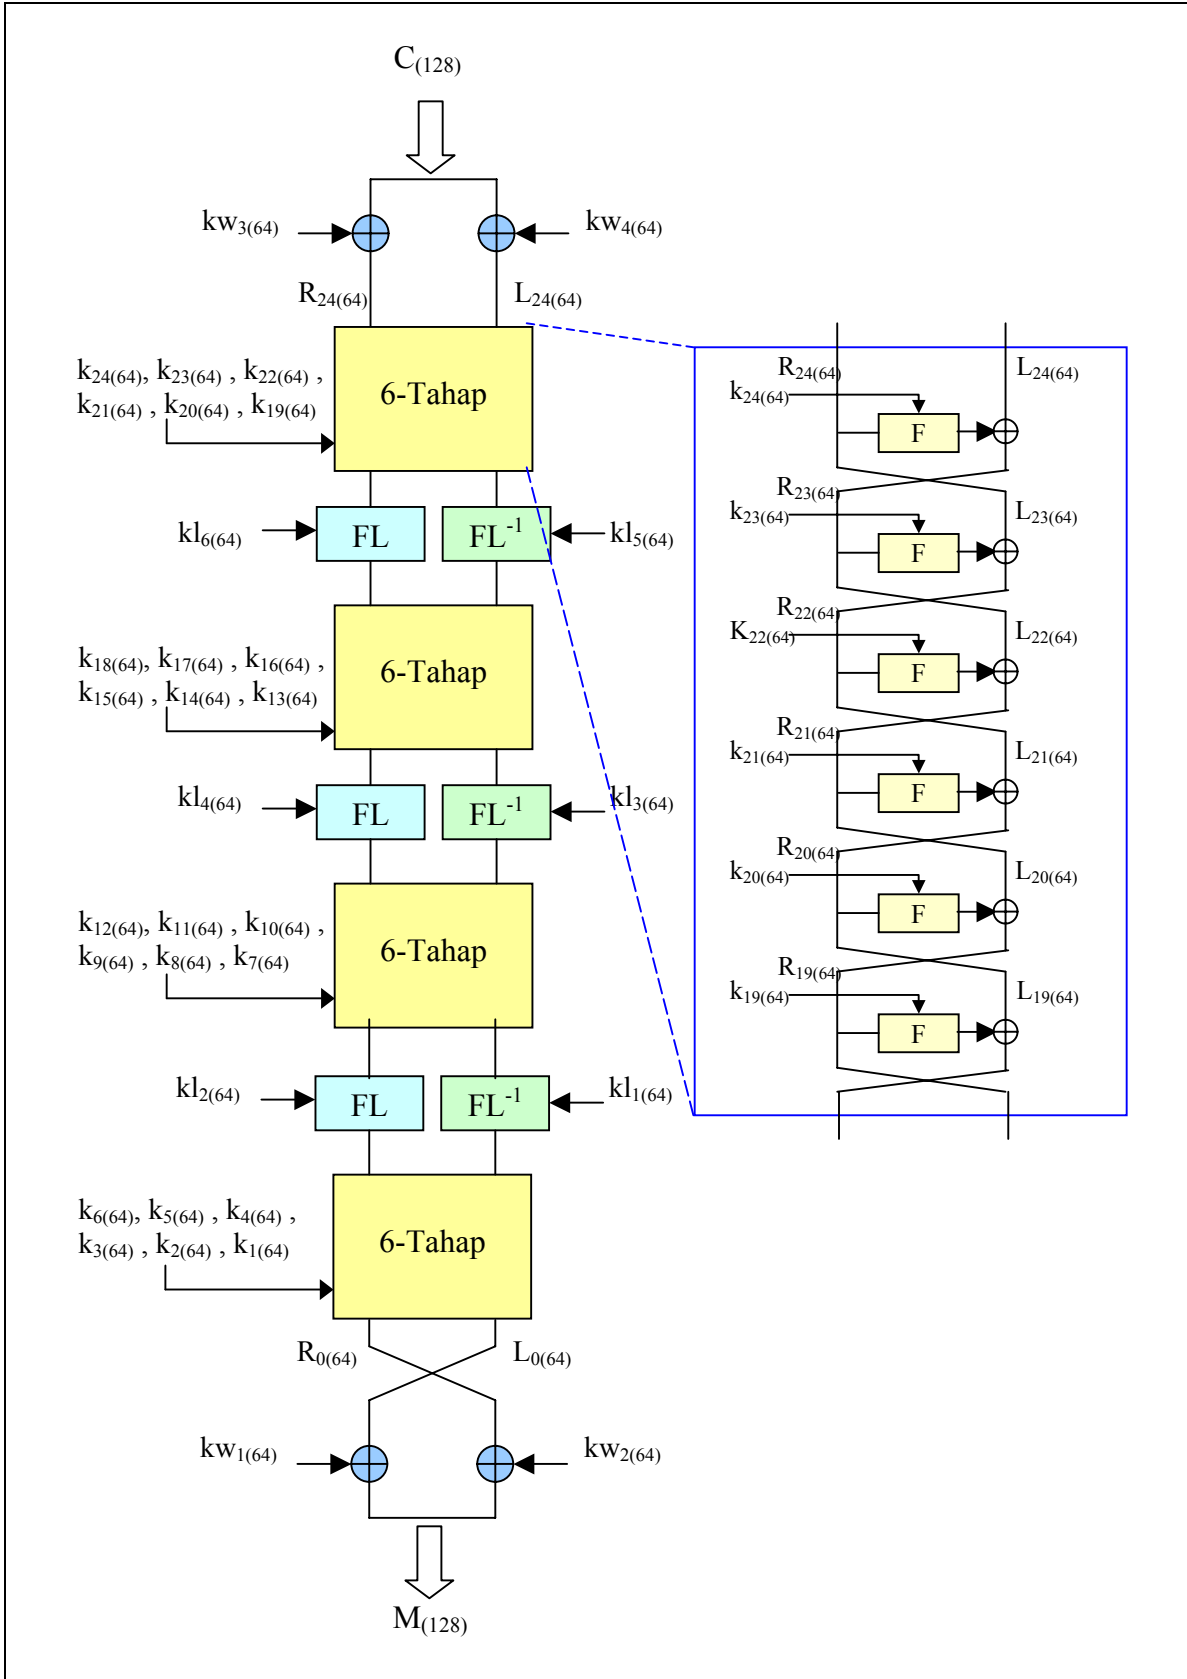 C(128)
kw3(64)
kw4(64)
R24(64)
L24(64)
k24(64), k23(64) , k22(64) ,
k21(64) , k20(64) , k19(64)
6-Tahap
kl6(64)
FL
FL-1
kl5(64)
k18(64), k17(64) , k16(64) ,
k15(64) , k14(64) , k13(64)
6-Tahap
kl4(64)
FL
FL-1
kl3(64)
k12(64), k11(64) , k10(64) ,
k9(64) , k8(64) , k7(64)
6-Tahap
kl2(64)
FL
FL-1
kl1(64)
k6(64), k5(64) , k4(64) ,
k3(64) , k2(64) , k1(64)
6-Tahap
R0(64)
L0(64)
kw1(64)
kw2(64)
M(128)
R24(64)
L24(64)
k24(64)
F
R23(64)
L23(64)
k23(64)
F
R22(64)
L22(64)
K22(64)
F
R21(64)
L21(64)
k21(64)
F
R20(64)
L20(64)
k20(64)
F
R19(64)
L19(64)
k19(64)
F